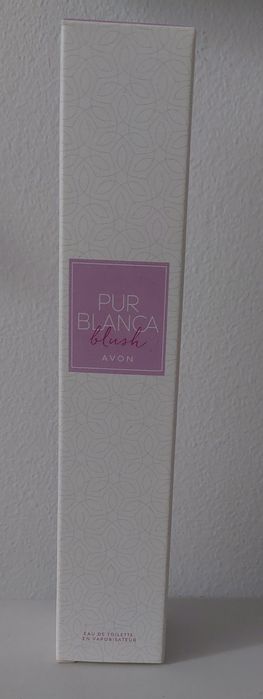 PUR
BLANCA
blush
AVON
EAU DE TOILETTE
EN VAPORISATEUR